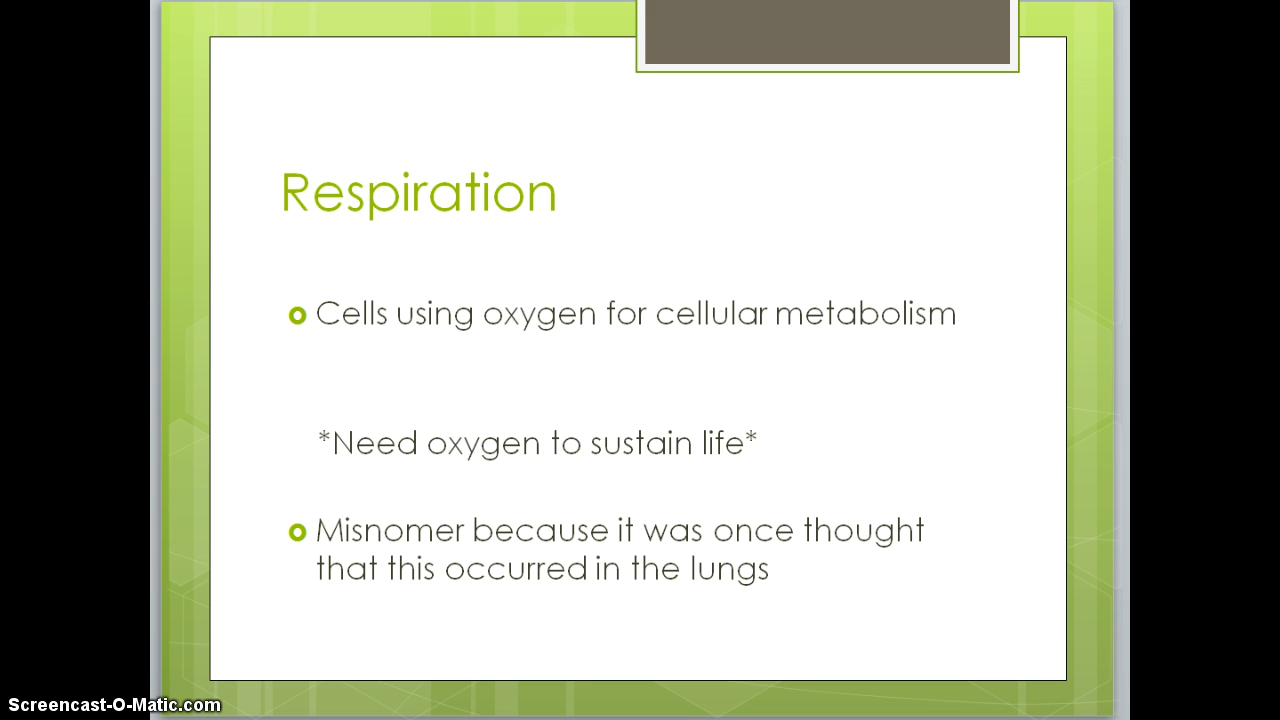 Respiration
Cells using oxygen for cellular metabolism
*Need oxygen to sustain life*
Misnomer because it was once thought
that this occurred in the lungs
Screencast-O-Matic.com